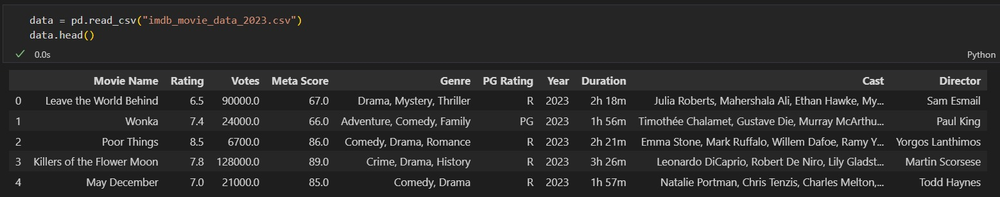 data = pd.read_csv("imdb_movie_data_2023.csv")
data.head()
✓ 0.0s Python
Movie Name Rating Votes Meta Score Genre PG Rating Year Duration Cast Director
0 Leave the World Behind 6.5 90000.0 67.0 Drama, Mystery, Thriller R 2023 2h 18m Julia Roberts, Mahershala Ali, Ethan Hawke, My... Sam Esmail
1 Wonka 7.4 24000.0 66.0 Adventure, Comedy, Family PG 2023 1h 56m Timothée Chalamet, Gustave Die, Murray McArthu... Paul King
2 Poor Things 8.5 6700.0 86.0 Comedy, Drama, Romance R 2023 2h 21m Emma Stone, Mark Ruffalo, Willem Dafoe, Ramy Y... Yorgos Lanthimos
3 Killers of the Flower Moon 7.8 128000.0 89.0 Crime, Drama, History R 2023 3h 26m Leonardo DiCaprio, Robert De Niro, Lily Gladst... Martin Scorsese
4 May December 7.0 21000.0 85.0 Comedy, Drama R 2023 1h 57m Natalie Portman, Chris Tenzis, Charles Melton,... Todd Haynes